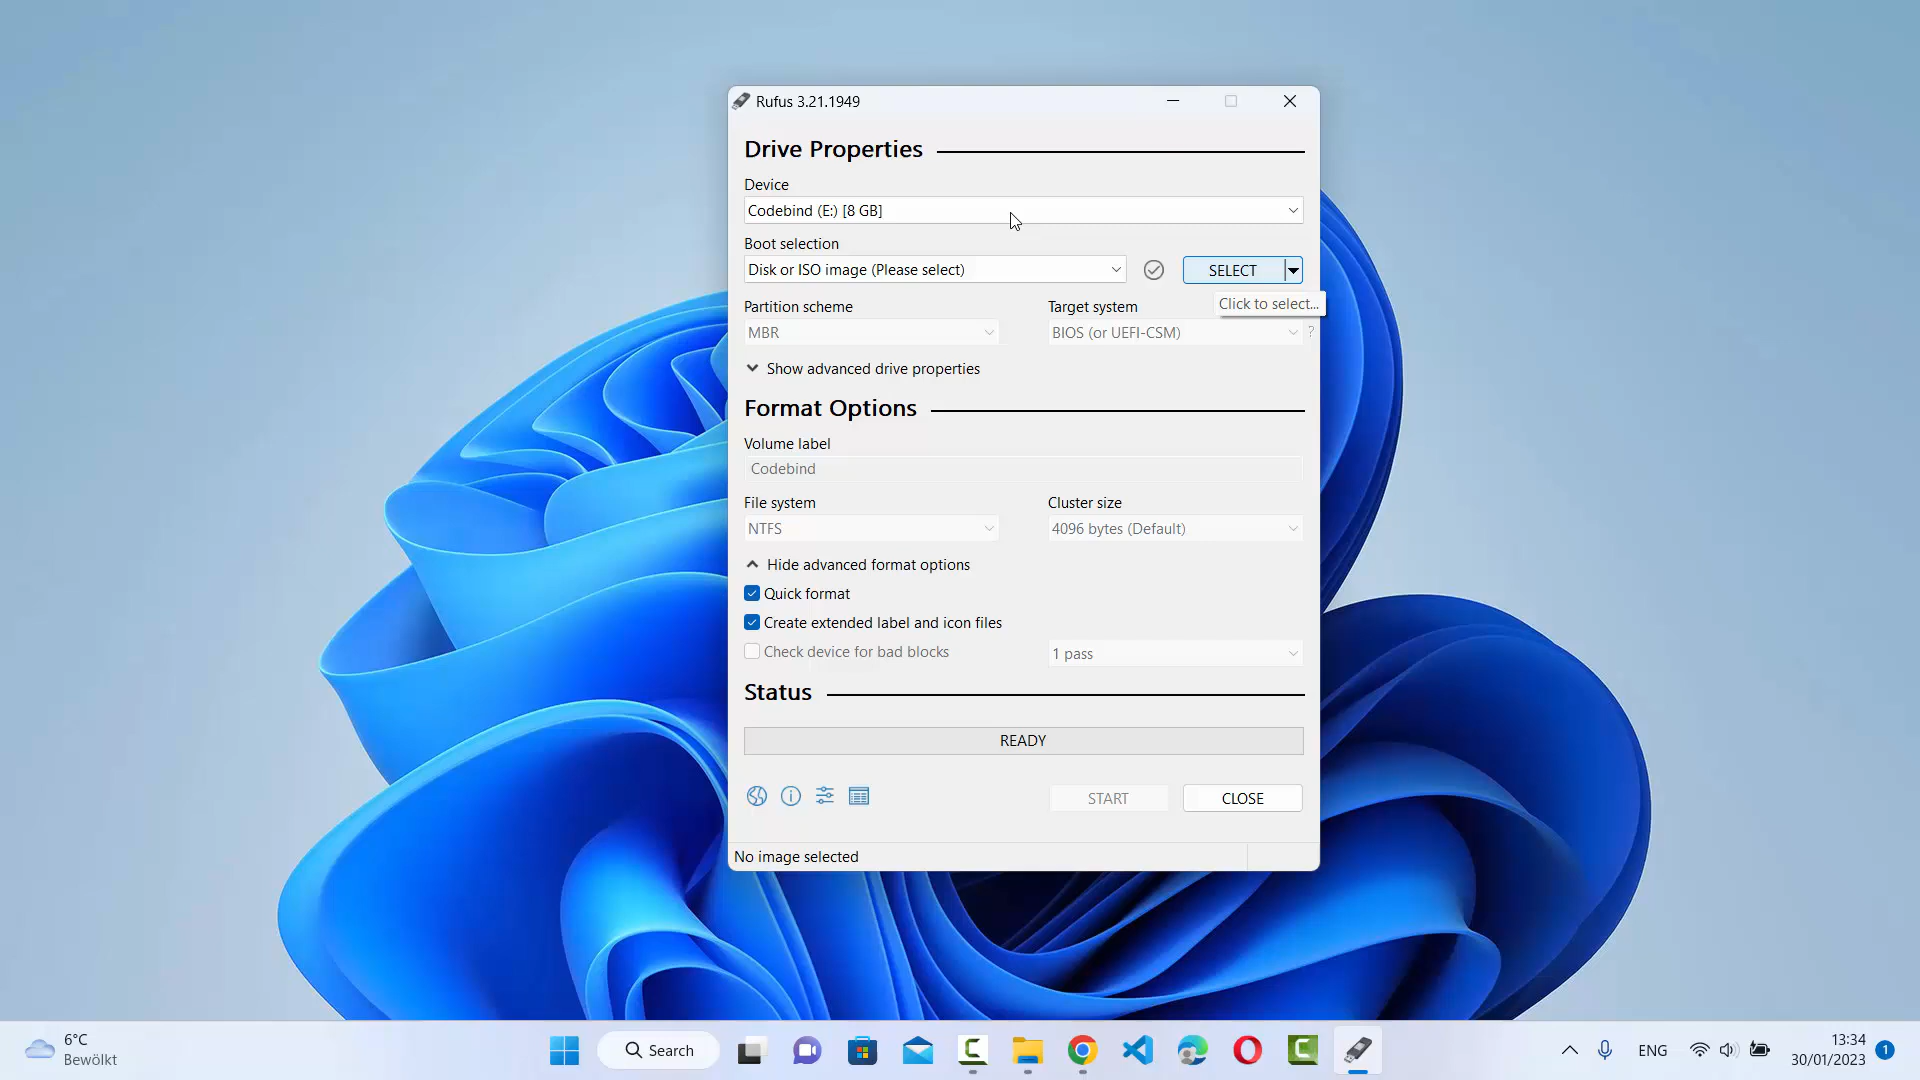 Rufus 3.21.1949
Drive Properties
Device
Codebind (E:) [8 GB]
Boot selection
Disk or ISO image (Please select)
SELECT
Click to select...
Partition scheme
Target system
MBR
BIOS (or UEFI-CSM)
?
Show advanced drive properties
Format Options
Volume label
Codebind
File system
Cluster size
NTFS
4096 bytes (Default)
Hide advanced format options
Quick format
Create extended label and icon files
Check device for bad blocks
1 pass
Status
READY
START
CLOSE
No image selected
6°C
Bewölkt
Search
ENG
13:34
30/01/2023
1